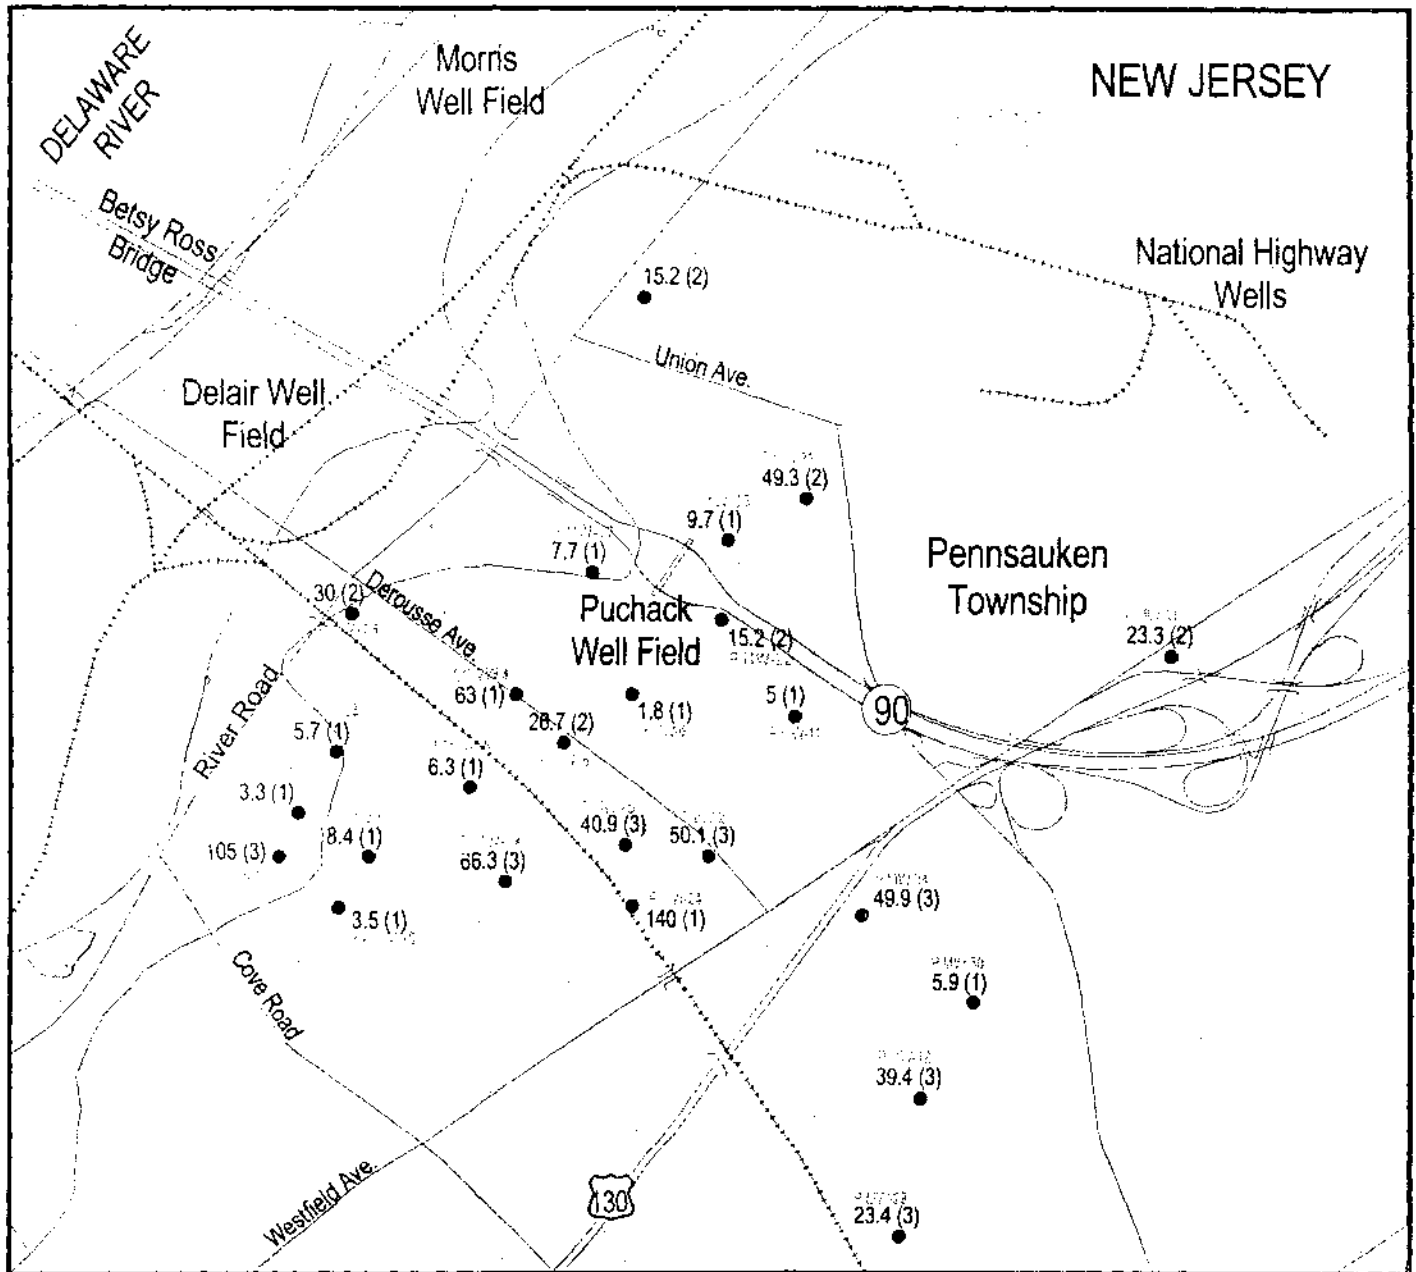 DELAWARE
RIVER
Morris
Well Field
NEW JERSEY
Betsy Ross
Bridge
National Highway
Wells
15.2 (2)
Union Ave.
Delair Well
Field
49.3 (2)
9.7 (1)
7.7 (1)
Pennsauken
Township
30 (2)
Derousse Ave.
Puchack
Well Field
15.2 (2)
23.3 (2)
River Road
63 (1)
1.8 (1)
5 (1)
90
26.7 (2)
5.7 (1)
6.3 (1)
3.3 (1)
105 (3)
8.4 (1)
40.9 (3)
50.1 (3)
66.3 (3)
3.5 (1)
140 (1)
49.9 (3)
Cove Road
5.9 (1)
39.4 (3)
Westfield Ave.
130
23.4 (3)